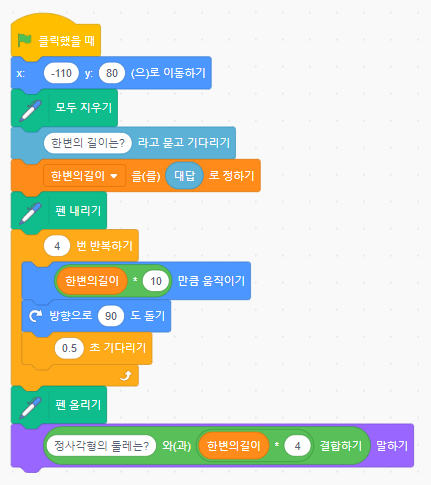 클릭했을 때
x: -110 y: 80 (으)로 이동하기
모두 지우기
한변의 길이는? 라고 묻고 기다리기
한변의길이 을(를) 대답 로 정하기
펜 내리기
4 번 반복하기
한변의길이 * 10 만큼 움직이기
방향으로 90 도 돌기
0.5 초 기다리기
펜 올리기
정사각형의 둘레는? 와(과) 한변의길이 * 4 결합하기 말하기